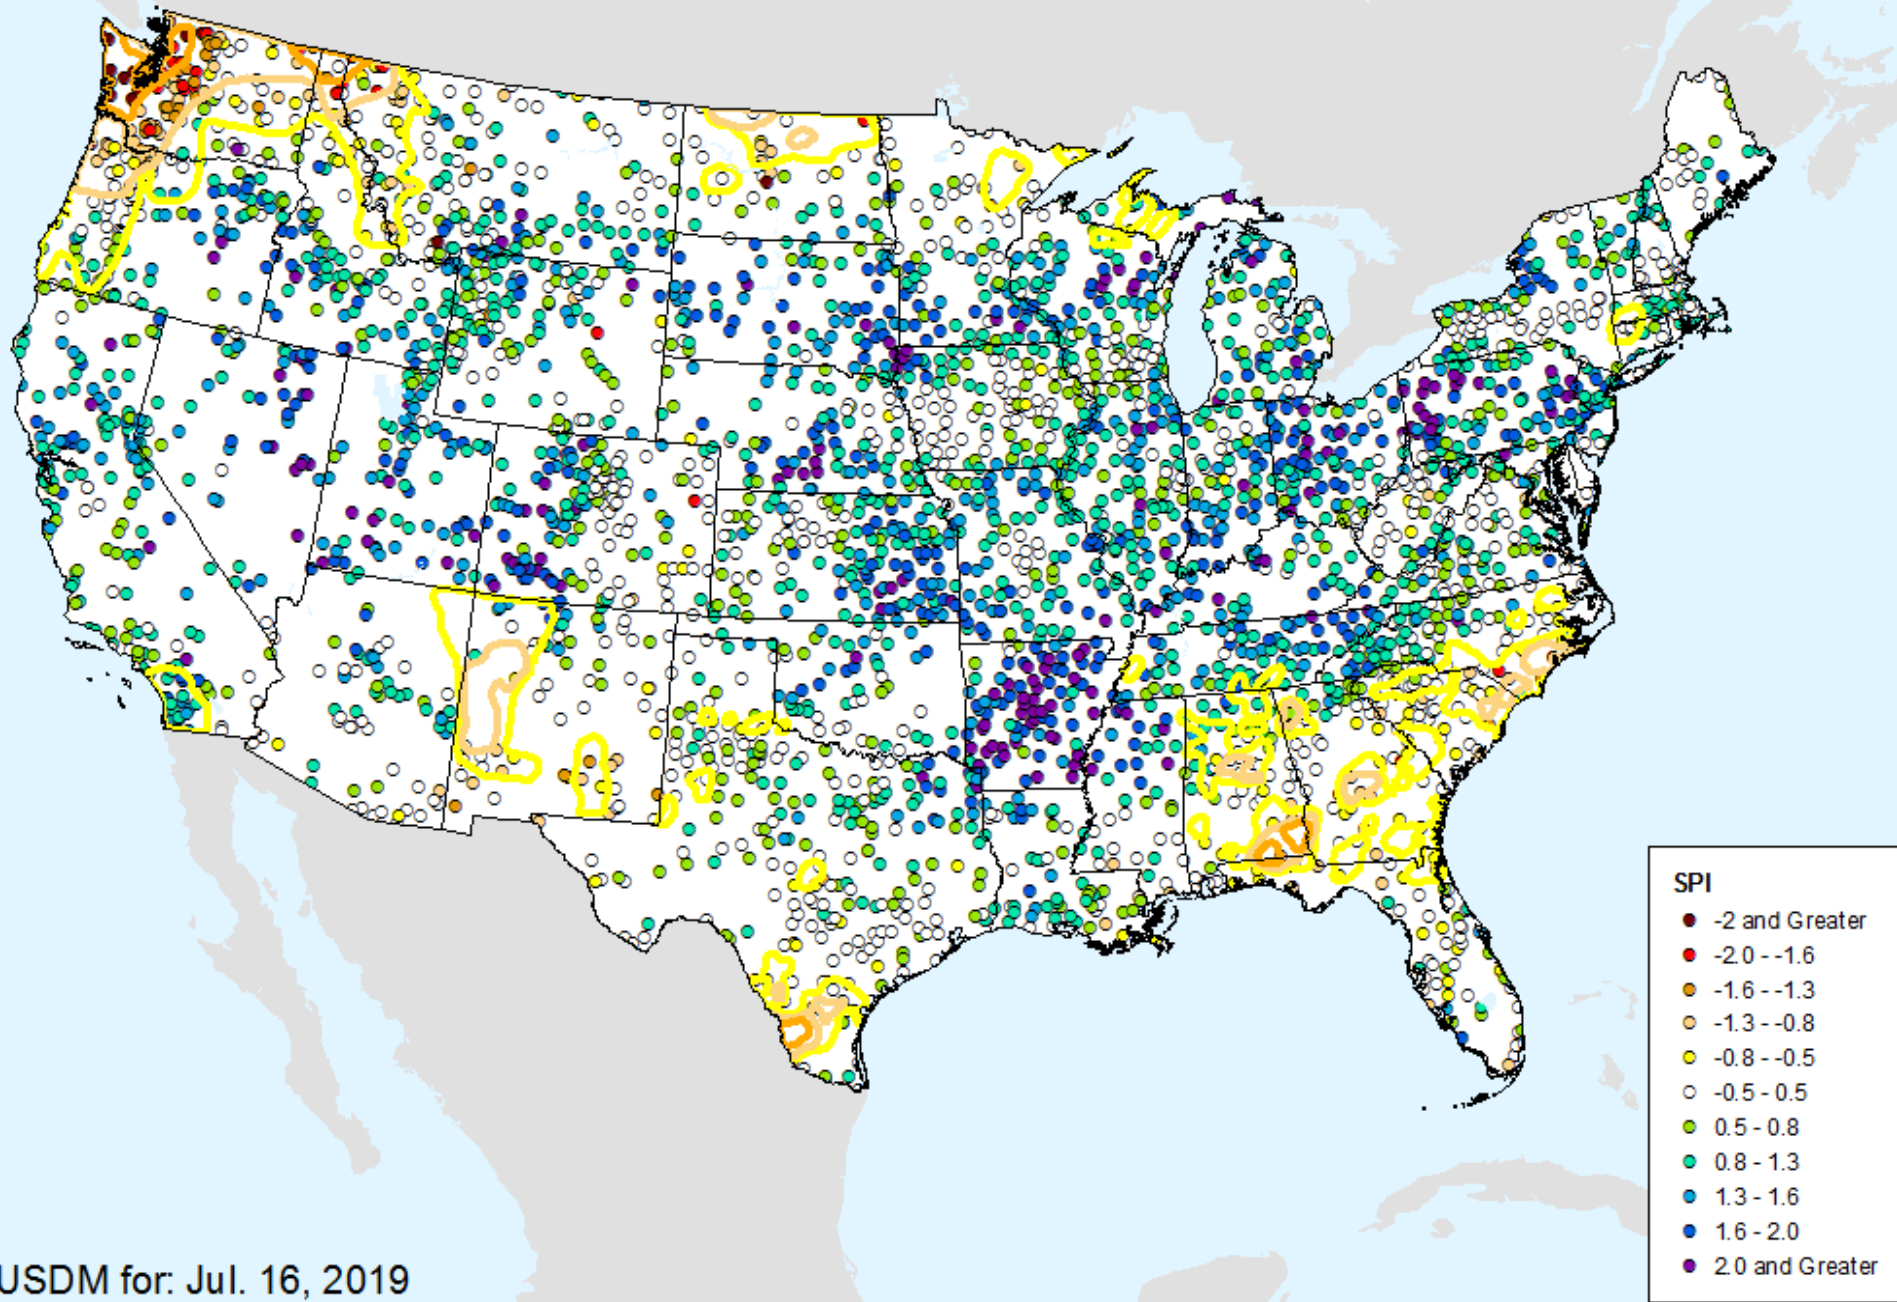 SPI
-2 and Greater
-2.0 - -1.6
-1.6 - -1.3
-1.3 - -0.8
-0.8 - -0.5
-0.5 - 0.5
0.5 - 0.8
0.8 - 1.3
1.3 - 1.6
1.6 - 2.0
2.0 and Greater
USDM for: Jul. 16, 2019